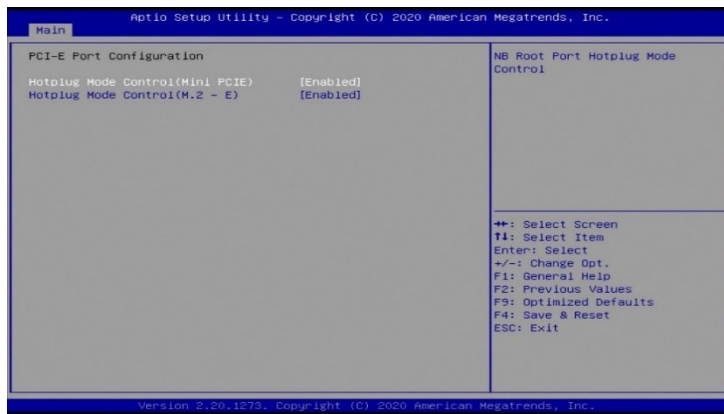 Aptio Setup Utility – Copyright (C) 2020 American Megatrends, Inc.
Main
PCI-E Port Configuration
Hotplug Mode Control(Mini PCIE) [Enabled]
Hotplug Mode Control(M.2 - E) [Enabled]
NB Root Port Hotplug Mode
Control
→←: Select Screen
↑↓: Select Item
Enter: Select
+/-: Change Opt.
F1: General Help
F2: Previous Values
F9: Optimized Defaults
F4: Save & Reset
ESC: Exit
Version 2.20.1273. Copyright (C) 2020 American Megatrends, Inc.